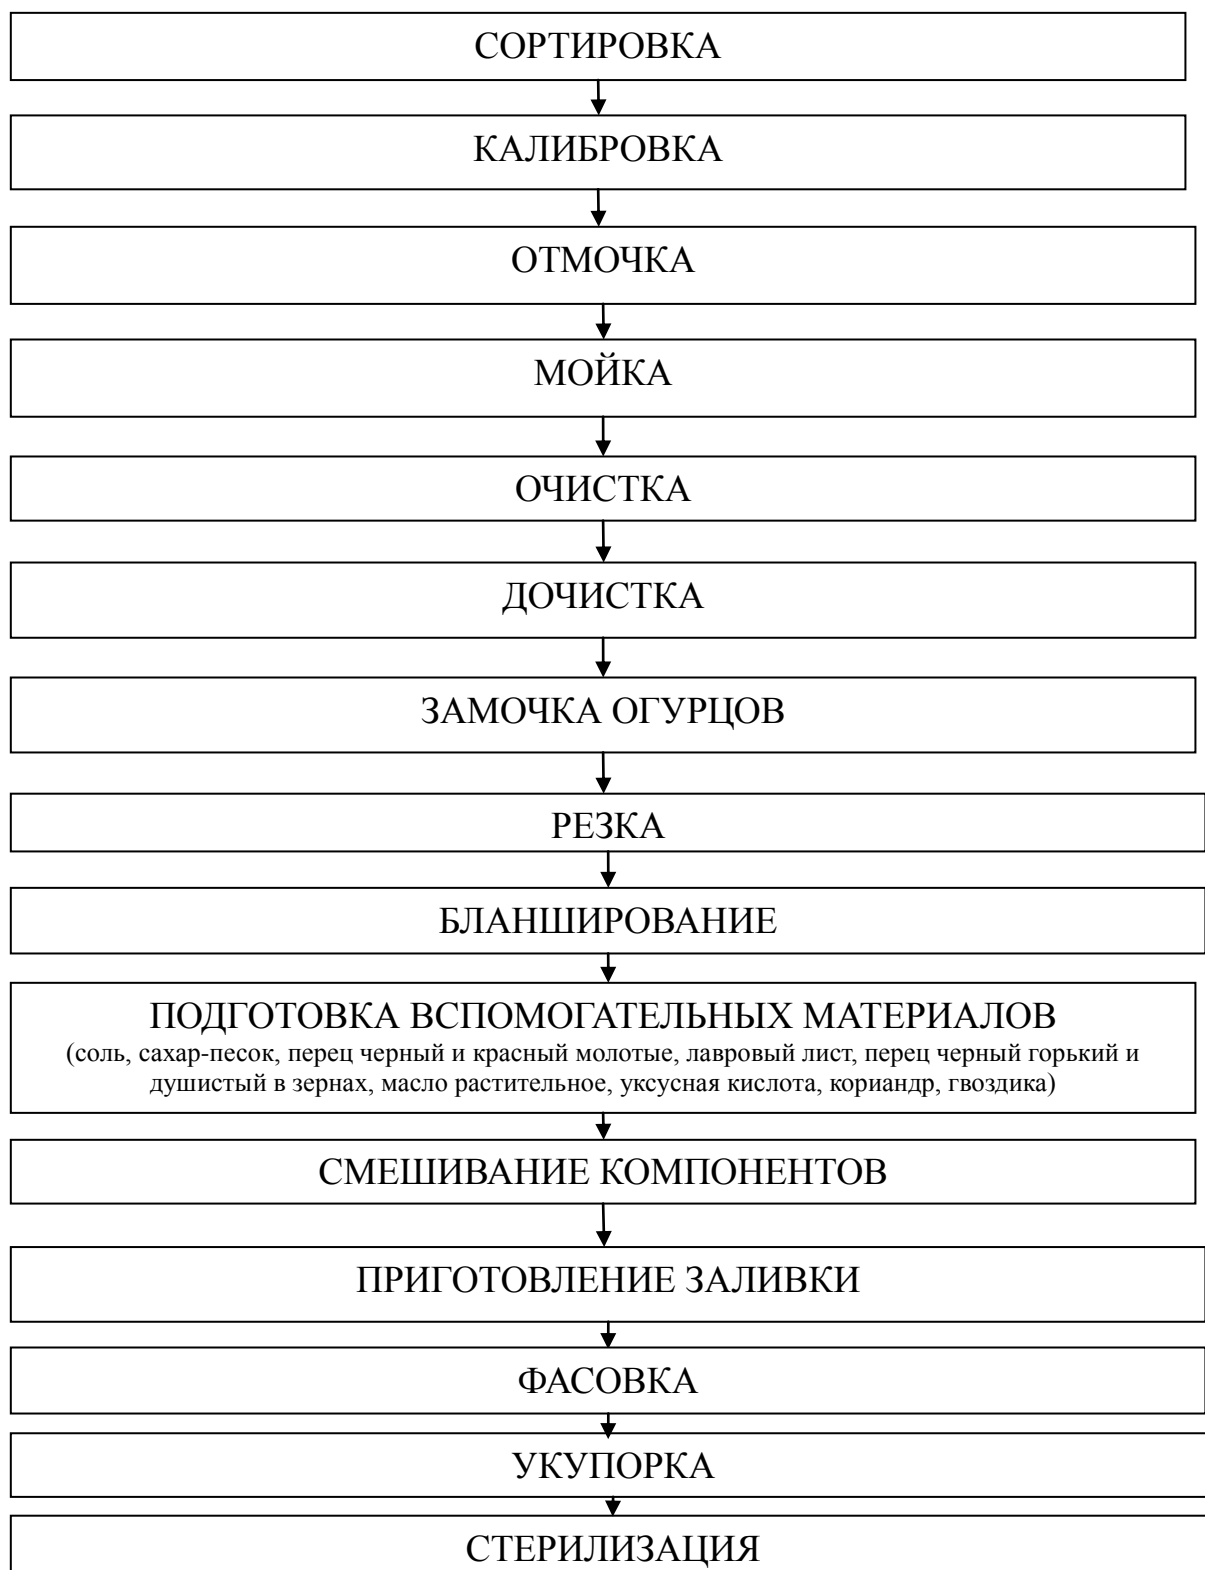 СОРТИРОВКА
КАЛИБРОВКА
ОТМОЧКА
МОЙКА
ОЧИСТКА
ДОЧИСТКА
ЗАМОЧКА ОГУРЦОВ
РЕЗКА
БЛАНШИРОВАНИЕ
ПОДГОТОВКА ВСПОМОГАТЕЛЬНЫХ МАТЕРИАЛОВ
(соль, сахар-песок, перец черный и красный молотые, лавровый лист, перец черный горький и
душистый в зернах, масло растительное, уксусная кислота, кориандр, гвоздика)
СМЕШИВАНИЕ КОМПОНЕНТОВ
ПРИГОТОВЛЕНИЕ ЗАЛИВКИ
ФАСОВКА
УКУПОРКА
СТЕРИЛИЗАЦИЯ